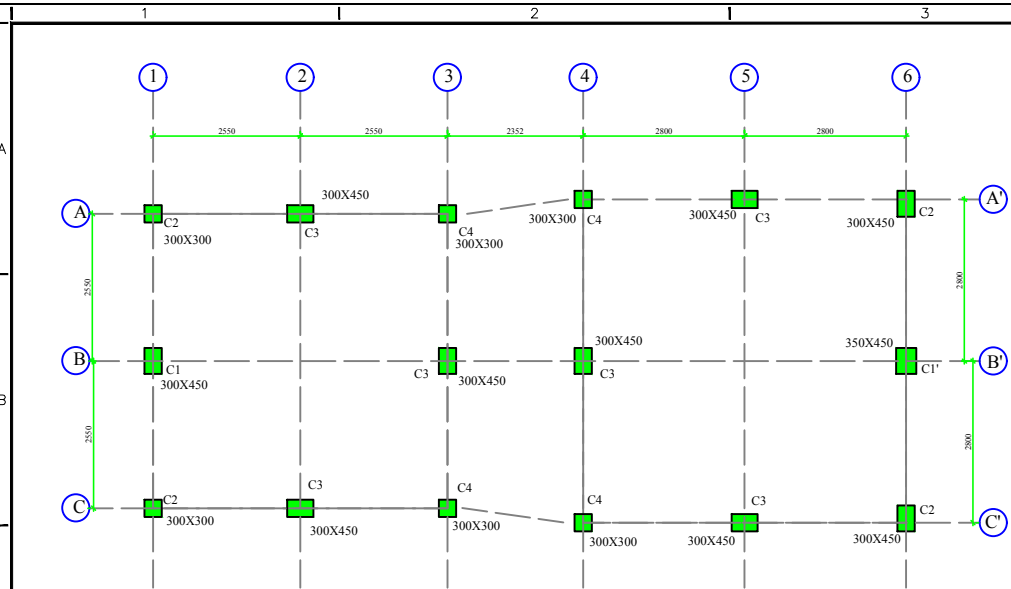 1 2 3
1 2 3 4 5 6
2550 2550 2352 2800 2800
A
300X450
A A'
C2 C3 C4 300X300 C4 300X450 C3 C2
300X300 300X300 300X450
2550 2800
300X450 350X450
B B'
C1 C3 C3 C1'
300X450 300X450
B
2550 2800
C3 C4
C2 C4 C3 C2
C
300X300 300X450 300X300 C'
300X300 300X450 300X450